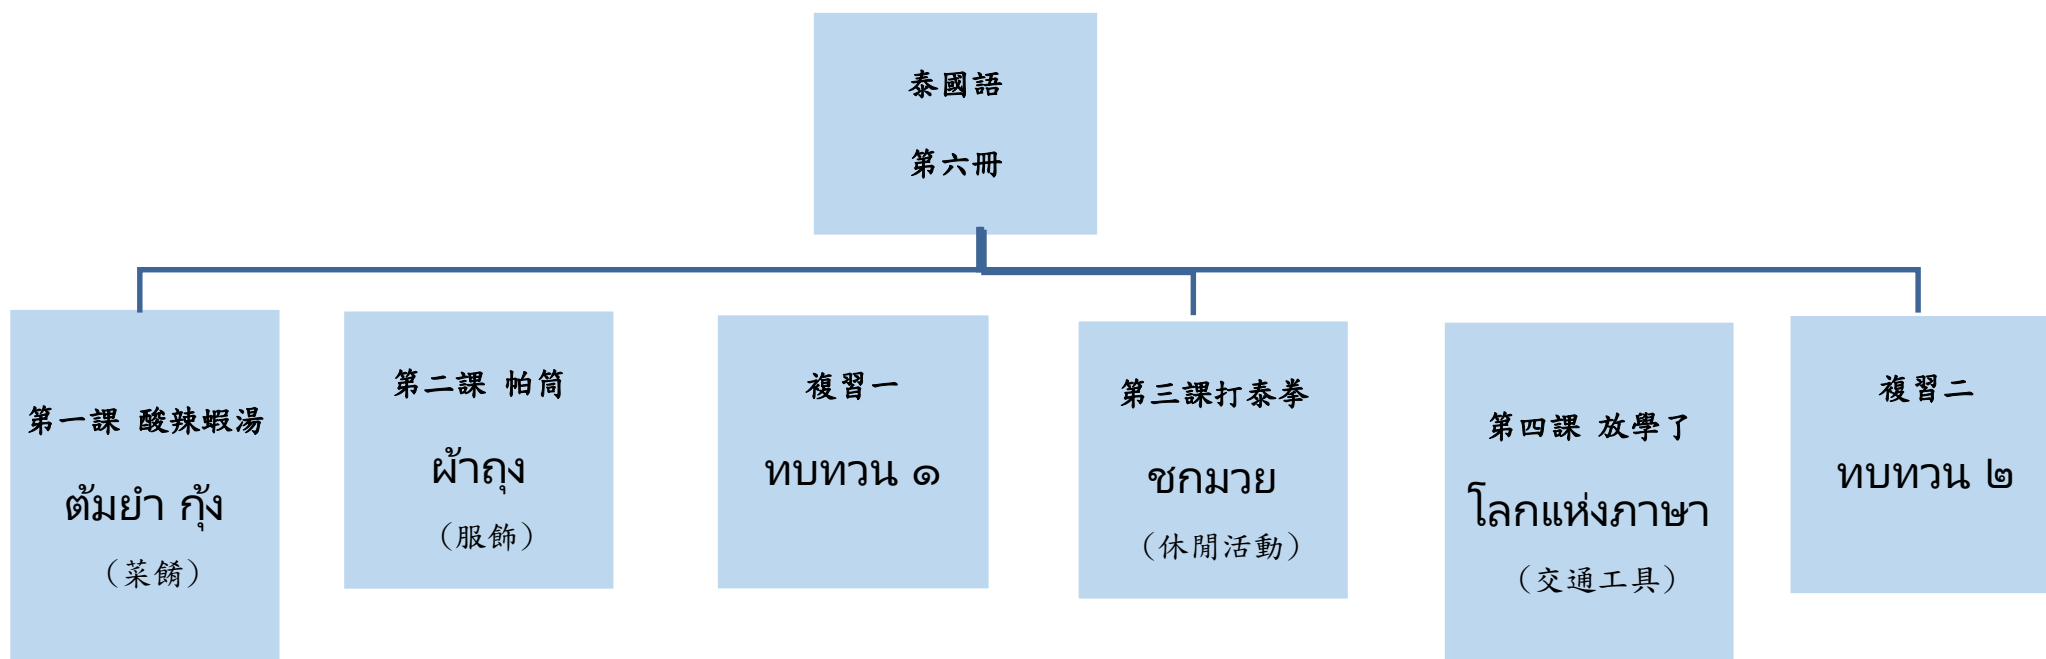 泰國語
第六冊
第一課 酸辣蝦湯
ต้มยำ กุ้ง
（菜餚）
第二課 帕筒
ผ้าถุง
（服飾）
複習一
ทบทวน ๑
第三課打泰拳
ชกมวย
（休閒活動）
第四課 放學了
โลกแห่งภาษา
（交通工具）
複習二
ทบทวน ๒